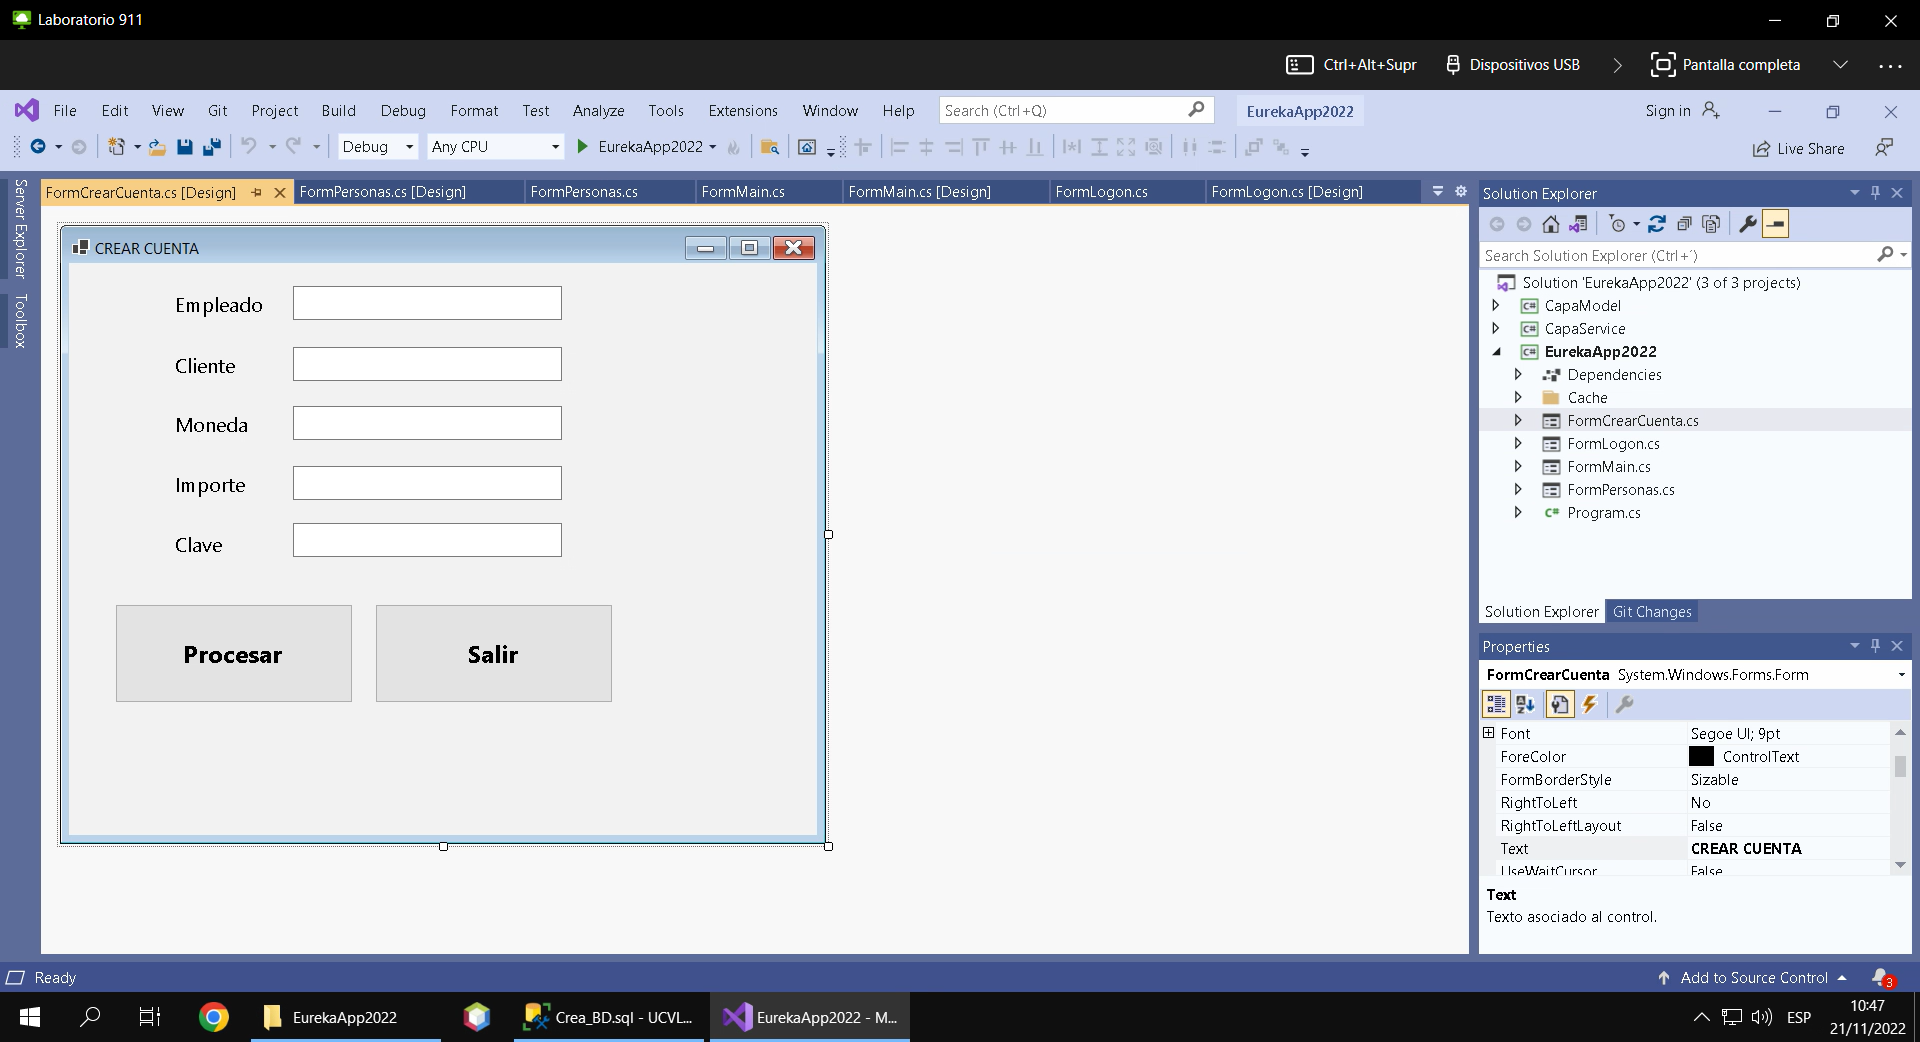 Laboratorio 911
Ctrl+Alt+Supr
Dispositivos USB
Pantalla completa
File Edit View Git Project Build Debug Format Test Analyze Tools Extensions Window Help Search (Ctrl+Q) EurekaApp2022 Sign in
Debug Any CPU EurekaApp2022 Live Share
Server Explorer
Toolbox
FormCrearCuenta.cs [Design] FormPersonas.cs [Design] FormPersonas.cs FormMain.cs FormMain.cs [Design] FormLogon.cs FormLogon.cs [Design]
CREAR CUENTA
Empleado
Cliente
Moneda
Importe
Clave
Procesar Salir
Solution Explorer
Search Solution Explorer (Ctrl+´)
Solution 'EurekaApp2022' (3 of 3 projects)
C# CapaModel
C# CapaService
C# EurekaApp2022
Dependencies
Cache
FormCrearCuenta.cs
FormLogon.cs
FormMain.cs
FormPersonas.cs
C# Program.cs
Solution Explorer Git Changes
Properties
FormCrearCuenta System.Windows.Forms.Form
Font Segoe UI; 9pt
ForeColor ControlText
FormBorderStyle Sizable
RightToLeft No
RightToLeftLayout False
Text CREAR CUENTA
UseWaitCursor False
Text
Texto asociado al control.
Ready
Add to Source Control 3
EurekaApp2022
Crea_BD.sql - UCVL...
EurekaApp2022 - M...
ESP
10:47
21/11/2022